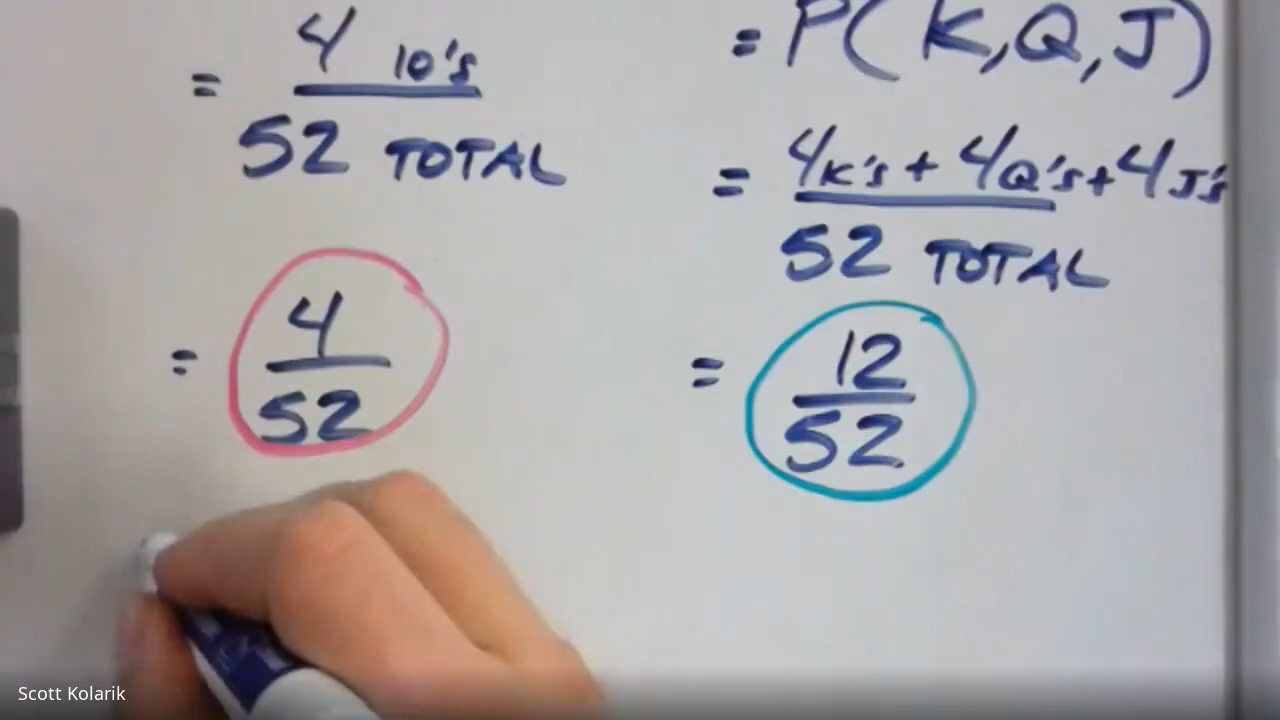 = 4 10's
52 TOTAL
= 4
52
= P(K,Q,J)
= 4K's + 4Q's + 4J's
52 TOTAL
= 12
52
Scott Kolarik